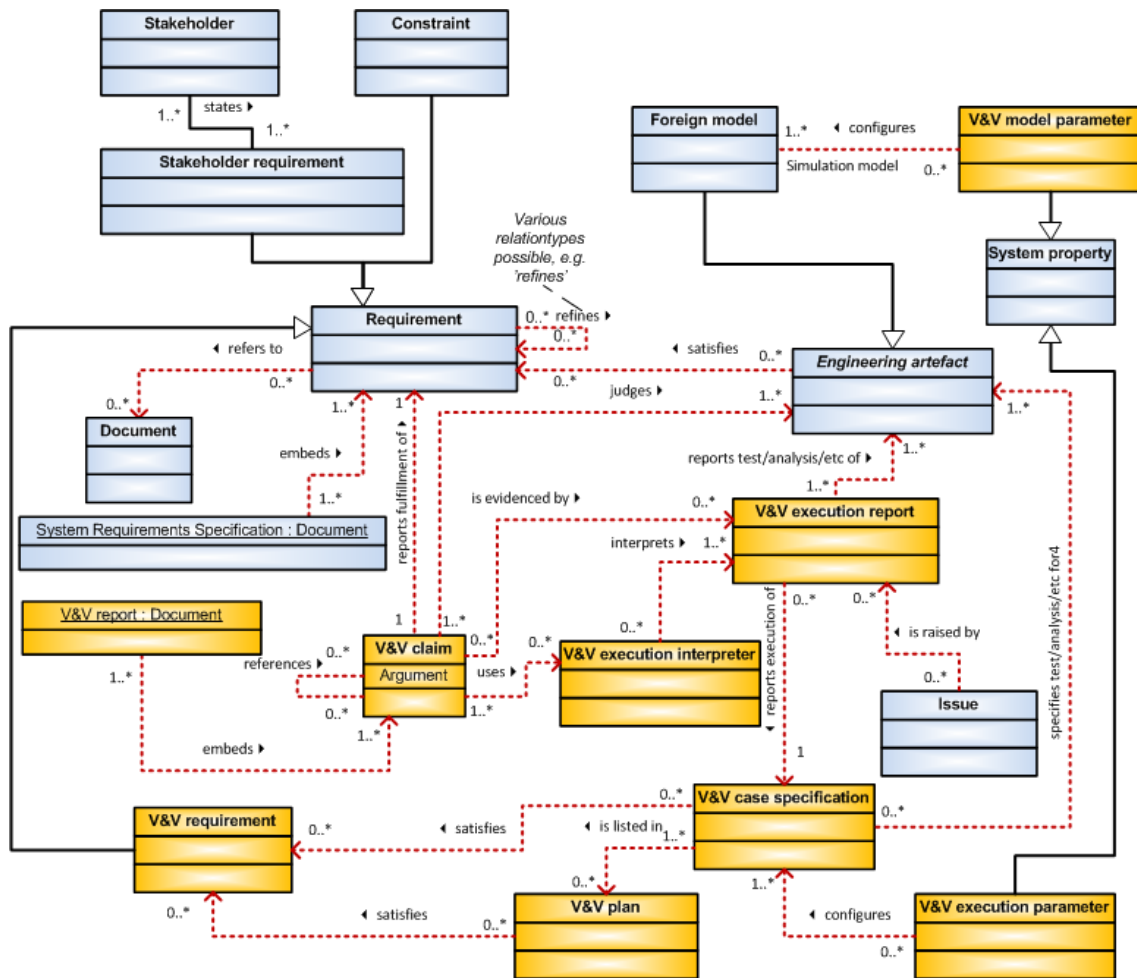 Stakeholder
Constraint
1..*
states ▶
1..*
Stakeholder requirement
Foreign model
V&V model parameter
1..*
◀ configures
Simulation model
0..*
System property
Various
relationtypes
possible, e.g.
'refines'
Requirement
0..*
refines ▶
0..*
◀ refers to
0..*
0..*
◀ satisfies
0..*
0..*
Engineering artefact
judges ▶
1..*
1..*
Document
1..*
1
embeds ▶
1..*
reports fulfillment of ▶
reports test/analysis/etc of ▶
1..*
1..*
System Requirements Specification : Document
is evidenced by ▶
0..*
V&V execution report
interprets ▶
1..*
V&V report : Document
1..*
1
1..*
0..*
V&V claim
Argument
references ▶
0..*
0..*
uses ▶
1..*
0..*
0..*
V&V execution interpreter
0..*
◀ reports execution of
1
0..*
◀ is raised by
0..*
Issue
specifies test/analysis/etc for4
embeds ▶
1..*
V&V requirement
0..*
◀ satisfies
0..*
V&V case specification
0..*
◀ is listed in
1..*
0..*
1..*
V&V plan
0..*
◀ satisfies
0..*
◀ configures
0..*
V&V execution parameter